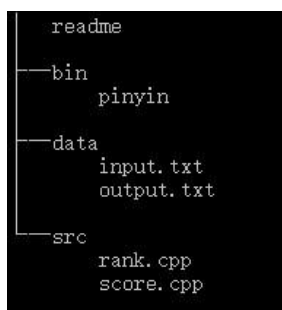 readme
bin
pinyin
data
input.txt
output.txt
src
rank.cpp
score.cpp